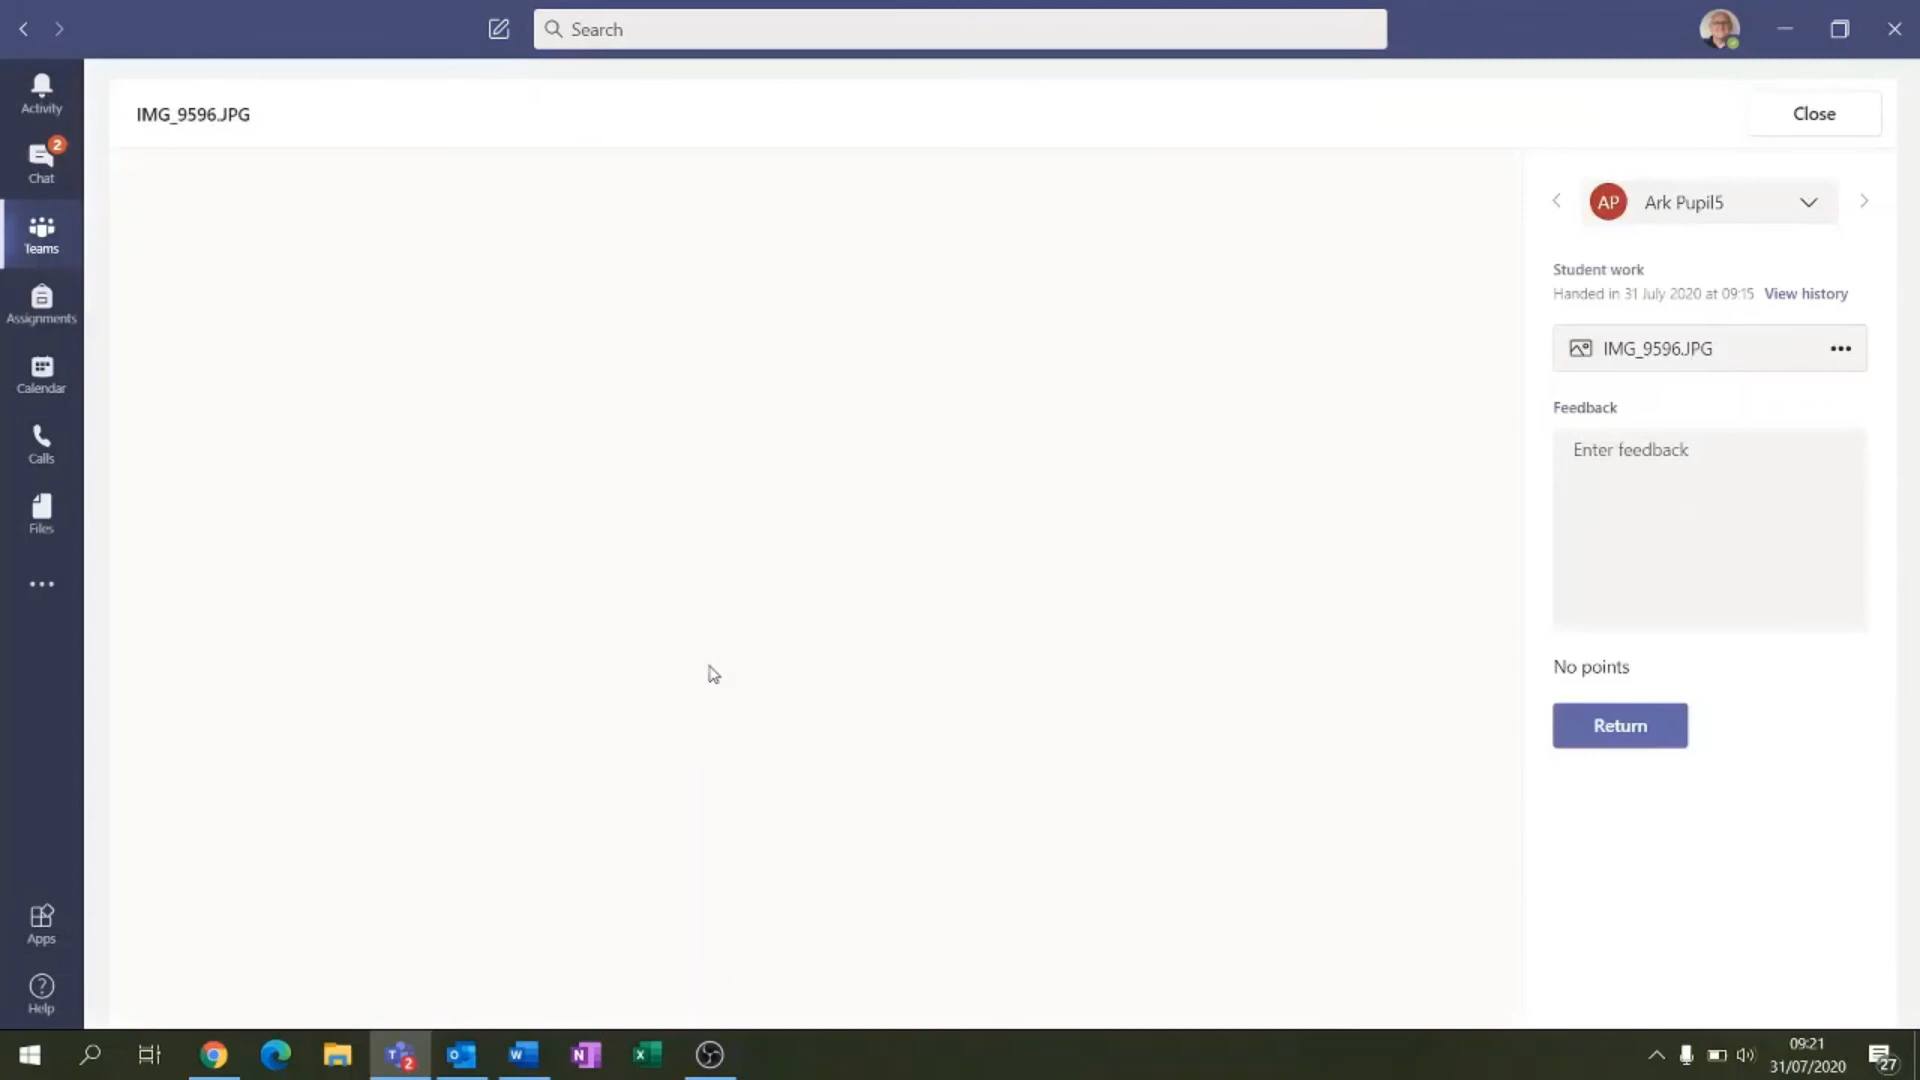 Search
Activity
2
Chat
Teams
Assignments
Calendar
Calls
Files
Apps
Help
IMG_9596.JPG
Close
AP
Ark Pupil5
Student work
Handed in 31 July 2020 at 09:15 View history
IMG_9596.JPG
Feedback
Enter feedback
No points
Return
09:21
31/07/2020
27